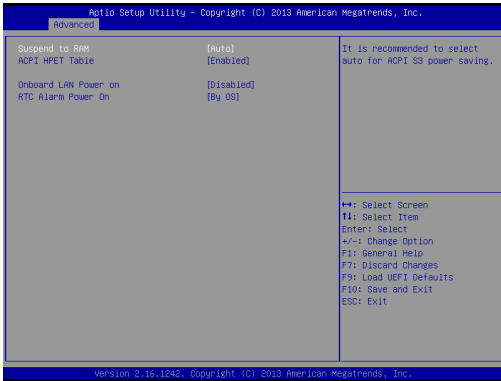 Aptio Setup Utility - Copyright (C) 2013 American Megatrends, Inc.
Advanced
Suspend to RAM [Auto]
ACPI HPET Table [Enabled]
Onboard LAN Power on [Disabled]
RTC Alarm Power On [By OS]
It is recommended to select
auto for ACPI S3 power saving.
↔: Select Screen
↑↓: Select Item
Enter: Select
+/-: Change Option
F1: General Help
F7: Discard Changes
F9: Load UEFI Defaults
F10: Save and Exit
ESC: Exit
Version 2.16.1242. Copyright (C) 2013 American Megatrends, Inc.